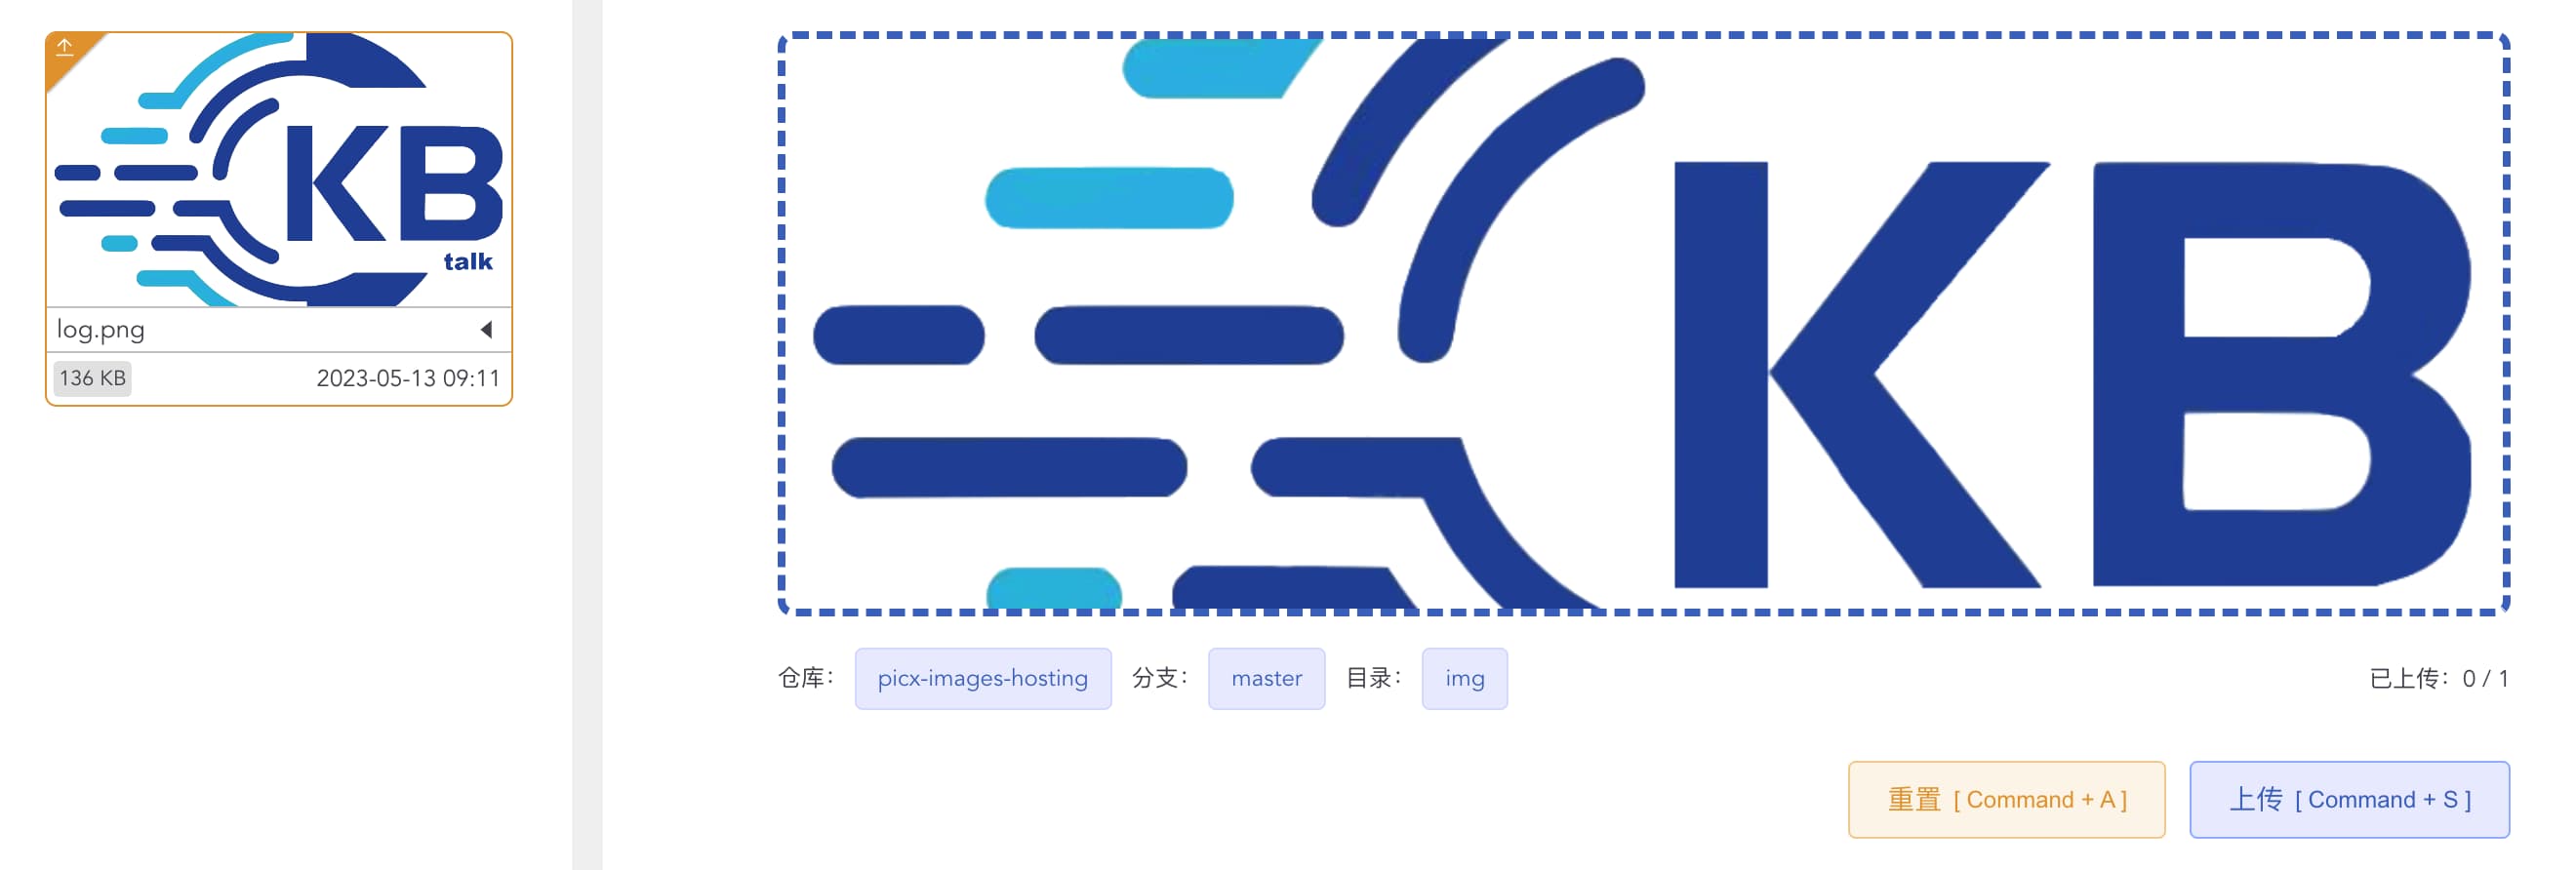 KB
talk
log.png
136 KB 2023-05-13 09:11
KB
仓库： picx-images-hosting 分支： master 目录： img 已上传：0 / 1
重置 [ Command + A ] 上传 [ Command + S ]